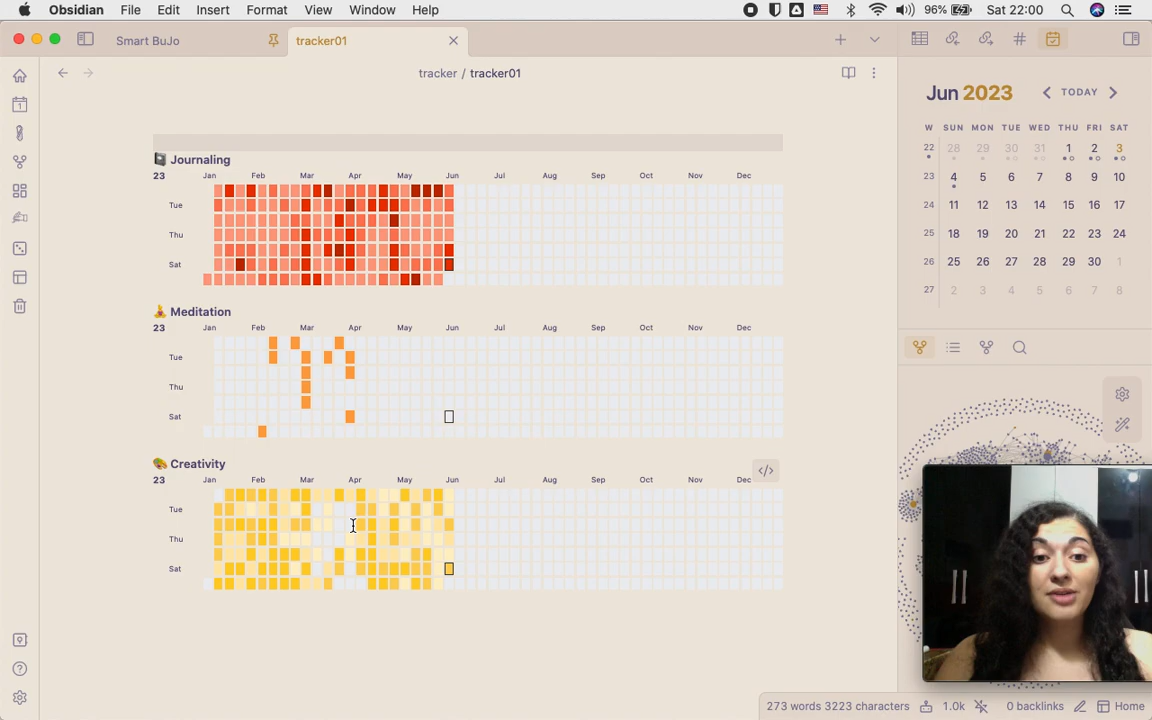 Obsidian File Edit Insert Format View Window Help 96% Sat 22:00
Smart BuJo tracker01
tracker / tracker01
Journaling
23 Jan Feb Mar Apr May Jun Jul Aug Sep Oct Nov Dec
Tue
Thu
Sat
Meditation
23 Jan Feb Mar Apr May Jun Jul Aug Sep Oct Nov Dec
Tue
Thu
Sat
Creativity
23 Jan Feb Mar Apr May Jun Jul Aug Sep Oct Nov Dec
Tue
Thu
Sat
Jun 2023 TODAY
W SUN MON TUE WED THU FRI SAT
22 28 29 30 31 1 2 3
23 4 5 6 7 8 9 10
24 11 12 13 14 15 16 17
25 18 19 20 21 22 23 24
26 25 26 27 28 29 30 1
27 2 3 4 5 6 7 8
273 words 3223 characters 1.0k 0 backlinks Home